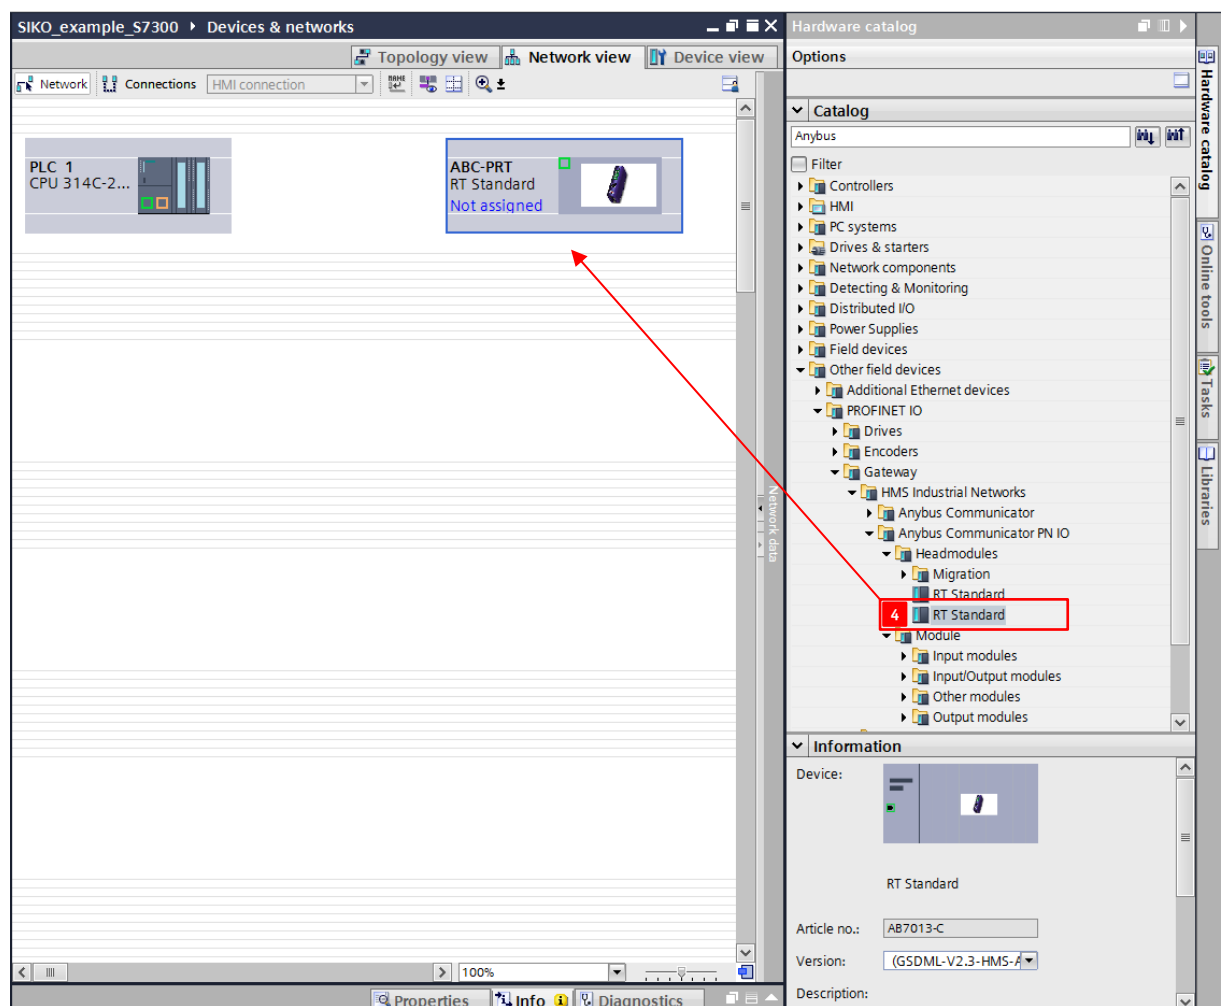 SIKO_example_S7300 ▸ Devices & networks
Topology view
Network view
Device view
Network
Connections
HMI connection
PLC_1
CPU 314C-2...
ABC-PRT
RT Standard
Not assigned
Network data
100%
Properties
Info
Diagnostics
Hardware catalog
Options
Catalog
Anybus
Filter
Controllers
HMI
PC systems
Drives & starters
Network components
Detecting & Monitoring
Distributed I/O
Power Supplies
Field devices
Other field devices
Additional Ethernet devices
PROFINET IO
Drives
Encoders
Gateway
HMS Industrial Networks
Anybus Communicator
Anybus Communicator PN IO
Headmodules
Migration
RT Standard
4 RT Standard
Module
Input modules
Input/Output modules
Other modules
Output modules
Information
Device:
RT Standard
Article no.: AB7013-C
Version: (GSDML-V2.3-HMS-A
Description:
Hardware catalog
Online tools
Tasks
Libraries